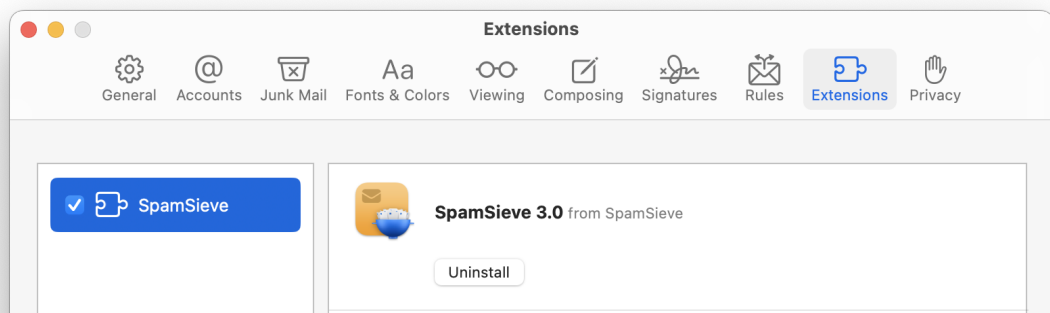 Extensions
General Accounts Junk Mail Aa Fonts & Colors Viewing Composing Signatures Rules Extensions Privacy
SpamSieve
SpamSieve 3.0 from SpamSieve
Uninstall